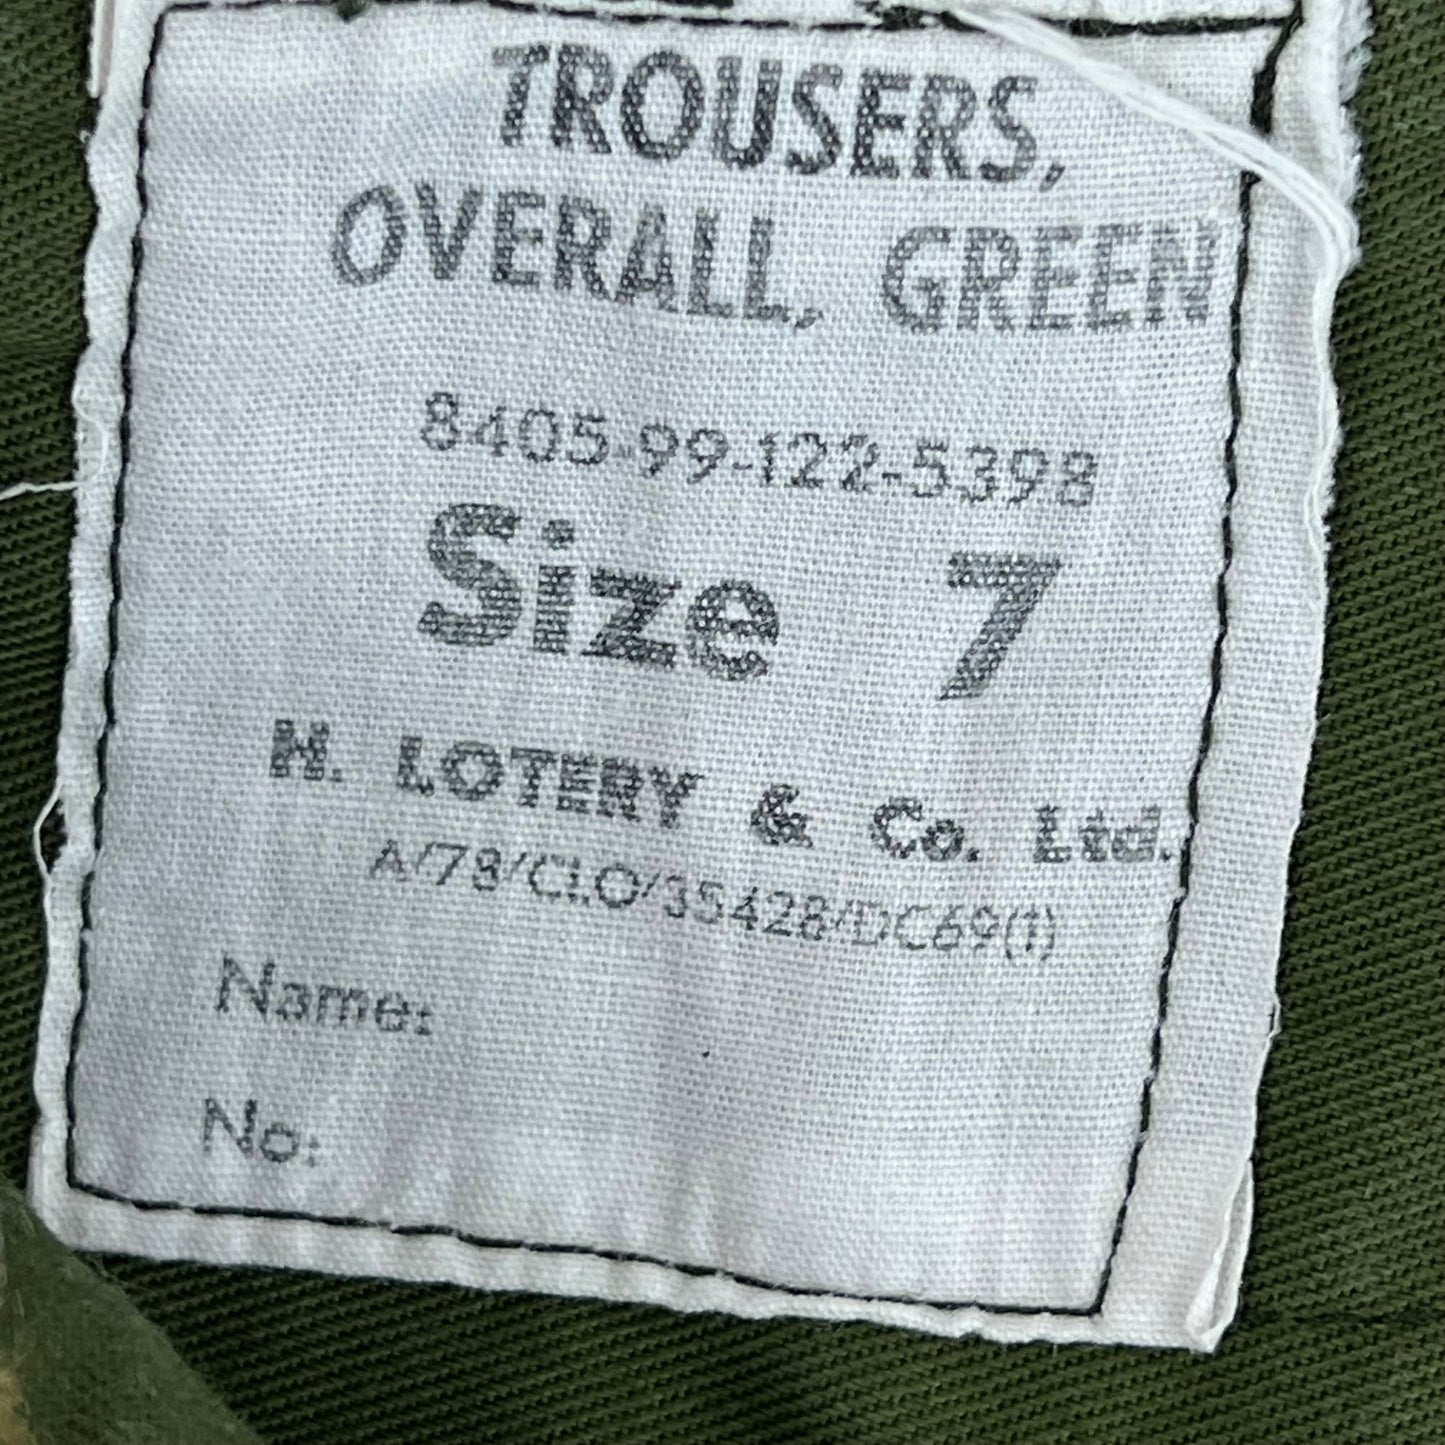 TROUSERS,
OVERALL, GREEN
8405-99-122-5398
Size 7
H. LOTERY & Co. Ltd.
A/78/CLO/35428/DC69(1)
Name:
No: